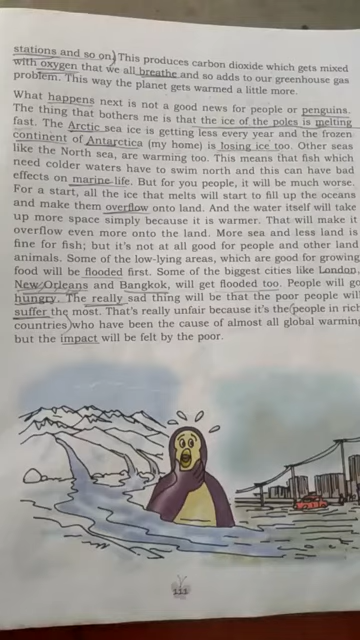 stations and so on) This produces carbon dioxide which gets mixed
with oxygen that we all breathe and so adds to our greenhouse gas
problem. This way the planet gets warmed a little more.
What happens next is not a good news for people or penguins.
The thing that bothers me is that the ice of the poles is melting
fast. The Arctic sea ice is getting less every year and the frozen
continent of Antarctica (my home) is losing ice too. Other seas
like the North sea, are warming too. This means that fish which
need colder waters have to swim north and this can have bad
effects on marine life. But for you people, it will be much worse.
For a start, all the ice that melts will start to fill up the oceans
and make them overflow onto land. And the water itself will take
up more space simply because it is warmer. That will make it
overflow even more onto the land. More sea and less land is
fine for fish; but it's not at all good for people and other land
animals. Some of the low-lying areas, which are good for growing
food will be flooded first. Some of the biggest cities like London,
New Orleans and Bangkok, will get flooded too. People will go
hungry. The really sad thing will be that the poor people will
suffer the most. That's really unfair because it's the (people in rich
countries) who have been the cause of almost all global warming
but the impact will be felt by the poor.
111